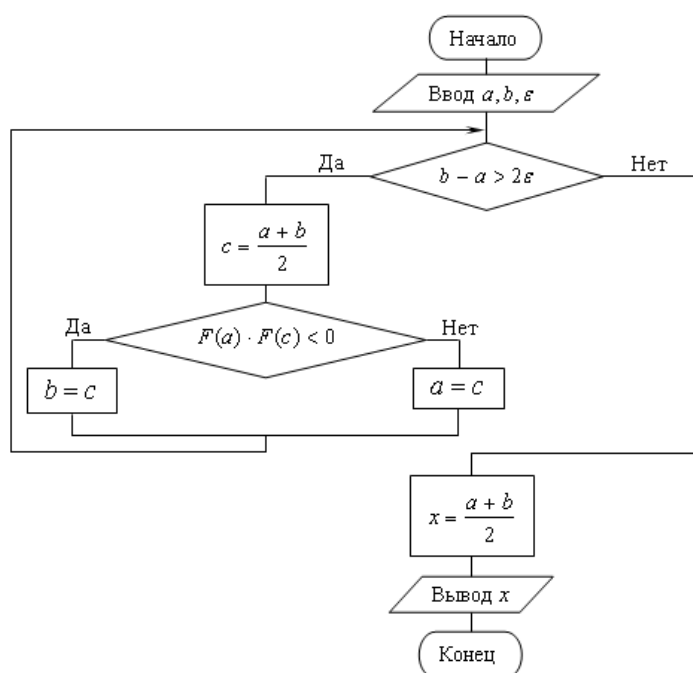 Начало
Ввод a, b, ε
b − a > 2ε
Да
Нет
c = (a + b) / 2
F(a) · F(c) < 0
Да
Нет
b = c
a = c
x = (a + b) / 2
Вывод x
Конец